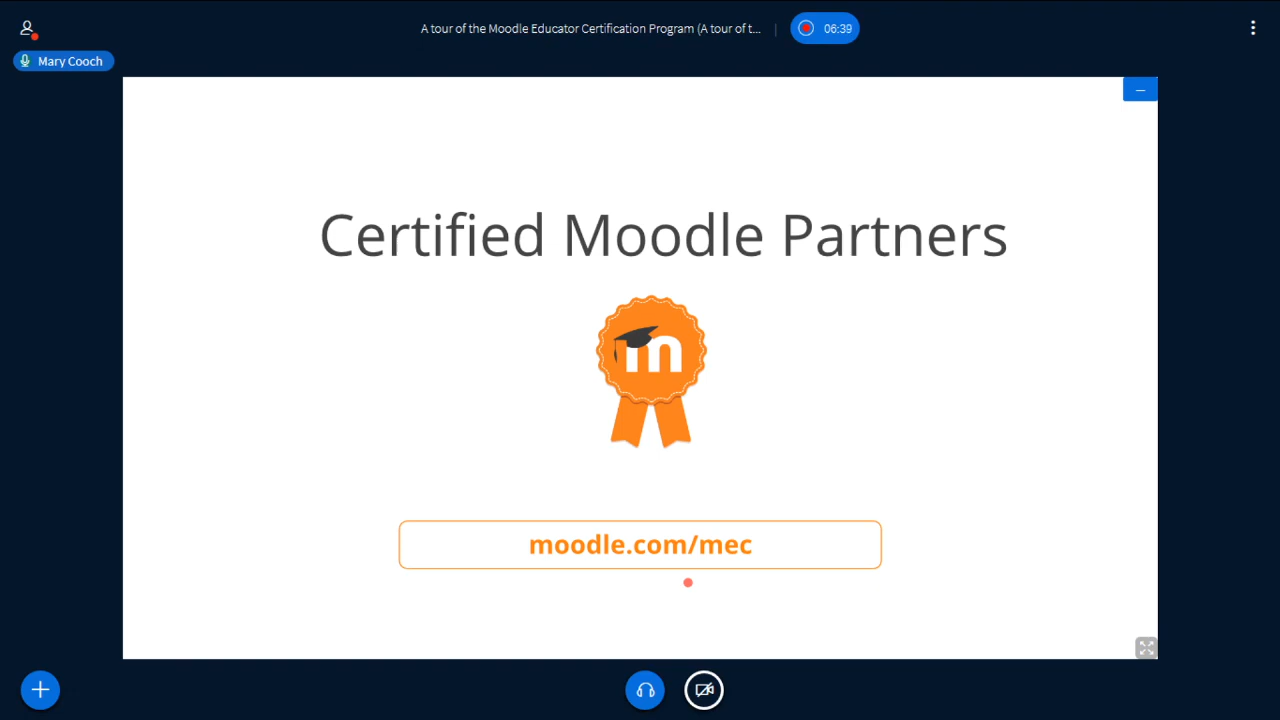 A tour of the Moodle Educator Certification Program (A tour of t...
06:39
Mary Cooch
Certified Moodle Partners
m
moodle.com/mec